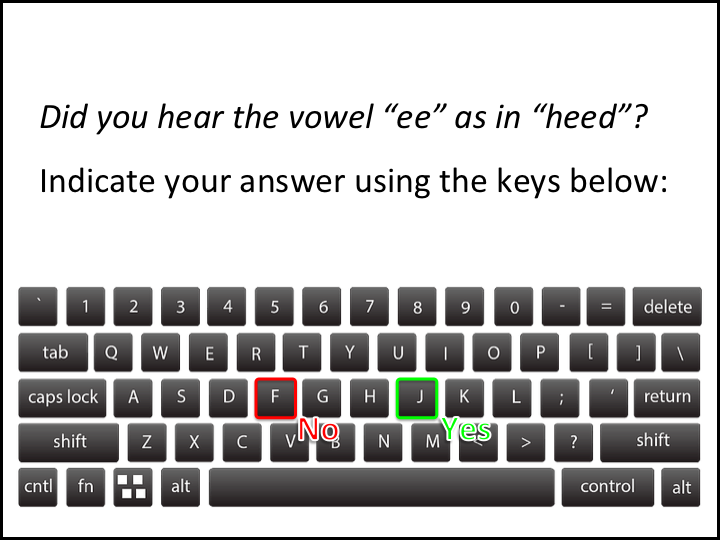 Did you hear the vowel “ee” as in “heed”?
Indicate your answer using the keys below:
` 1 2 3 4 5 6 7 8 9 0 - = delete
tab Q W E R T Y U I O P [ ] \
caps lock A S D F G H J K L ; ‘ return
No Yes
shift Z X C V B N M < > ? shift
cntl fn alt control alt